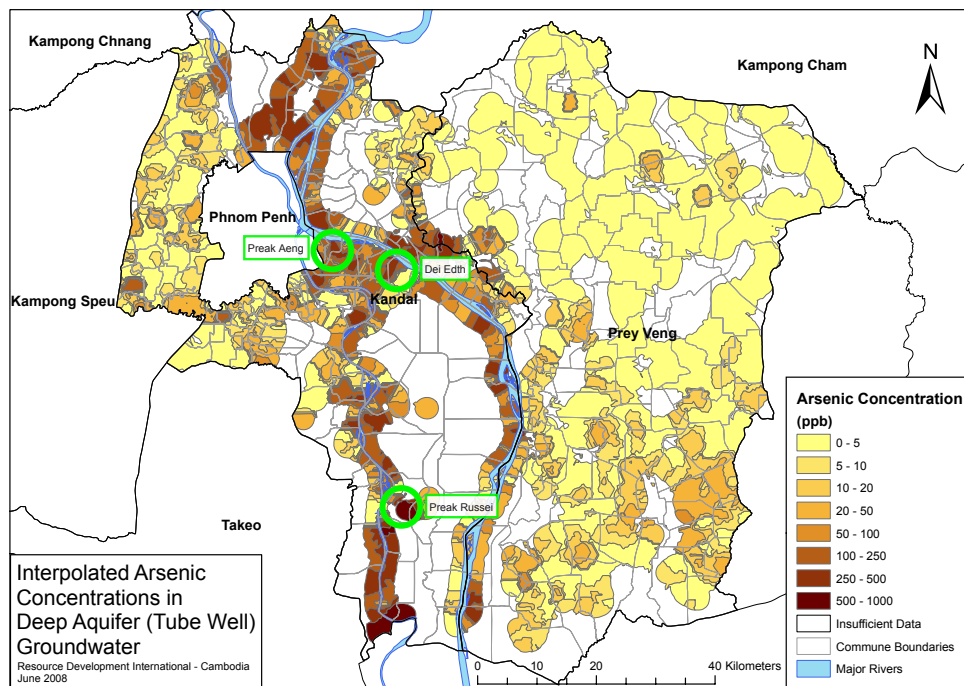 Kampong Chnang
Kampong Cham
N
Phnom Penh
Preak Aeng
Dei Edth
Kampong Speu
Kandal
Prey Veng
Preak Russei
Takeo
Arsenic Concentration
(ppb)
0 - 5
5 - 10
10 - 20
20 - 50
50 - 100
100 - 250
250 - 500
500 - 1000
Insufficient Data
Commune Boundaries
Major Rivers
Interpolated Arsenic
Concentrations in
Deep Aquifer (Tube Well)
Groundwater
Resource Development International - Cambodia
June 2008
0 10 20 40 Kilometers